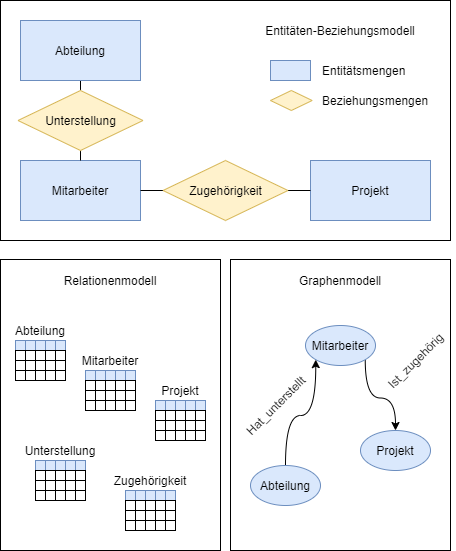 Entitäten-Beziehungsmodell
Abteilung
Entitätsmengen
Beziehungsmengen
Unterstellung
Mitarbeiter
Zugehörigkeit
Projekt
Relationenmodell
Abteilung
Mitarbeiter
Projekt
Unterstellung
Zugehörigkeit
Graphenmodell
Mitarbeiter
Hat_unterstellt
Ist_zugehörig
Projekt
Abteilung